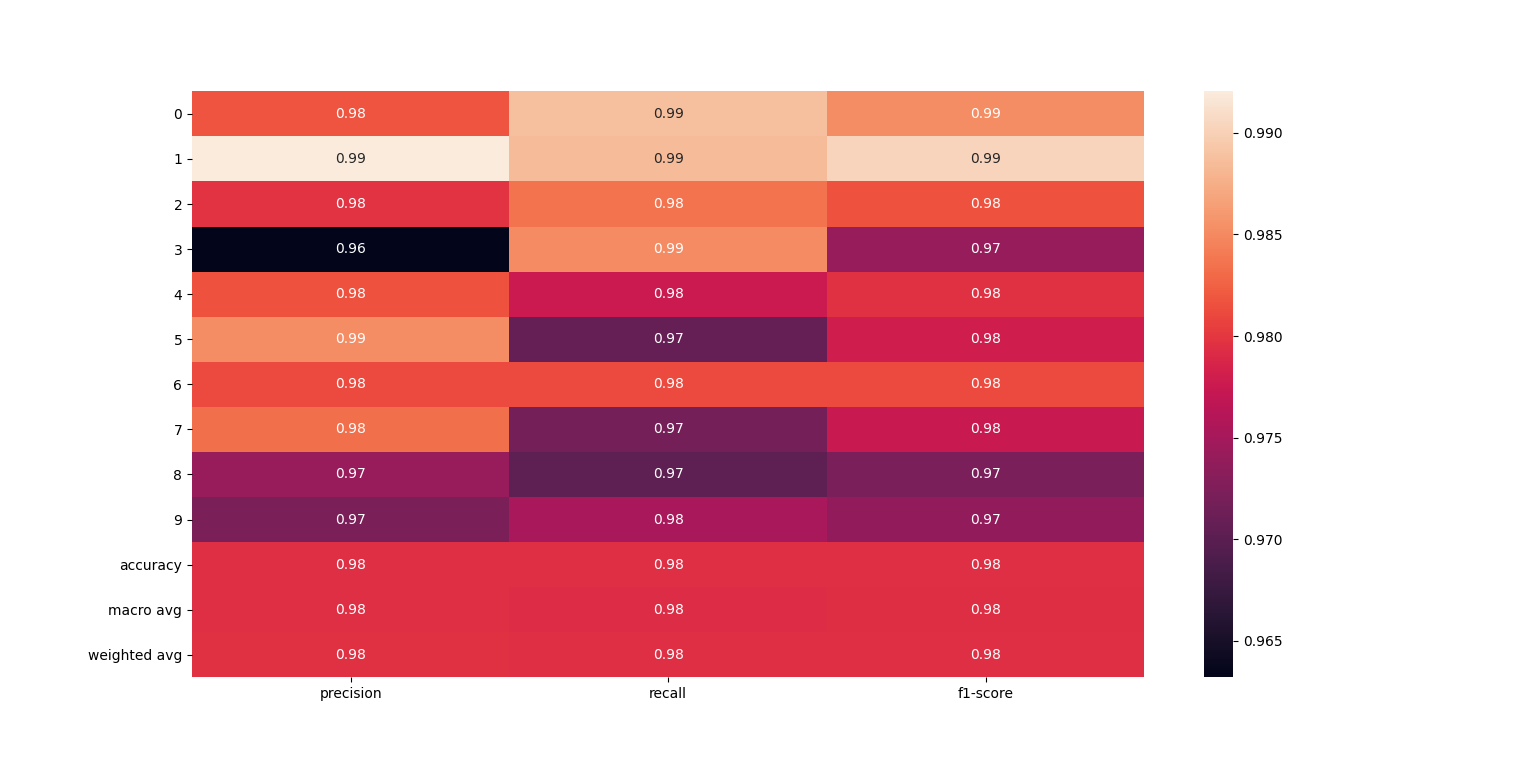 0 0.98 0.99 0.99
1 0.99 0.99 0.99
2 0.98 0.98 0.98
3 0.96 0.99 0.97
4 0.98 0.98 0.98
5 0.99 0.97 0.98
6 0.98 0.98 0.98
7 0.98 0.97 0.98
8 0.97 0.97 0.97
9 0.97 0.98 0.97
accuracy 0.98 0.98 0.98
macro avg 0.98 0.98 0.98
weighted avg 0.98 0.98 0.98
precision recall f1-score
0.990
0.985
0.980
0.975
0.970
0.965